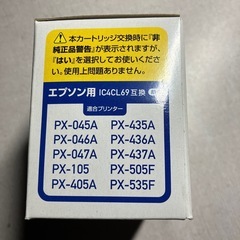 本カートリッジ交換時に『非
純正品警告』が表示されますが、
『はい』を選択してお使いくださ
い。使用上問題ありません。
エプソン用 IC4CL69 互換
適合プリンター
PX-045A PX-435A
PX-046A PX-436A
PX-047A PX-437A
PX-105 PX-505F
PX-405A PX-535F